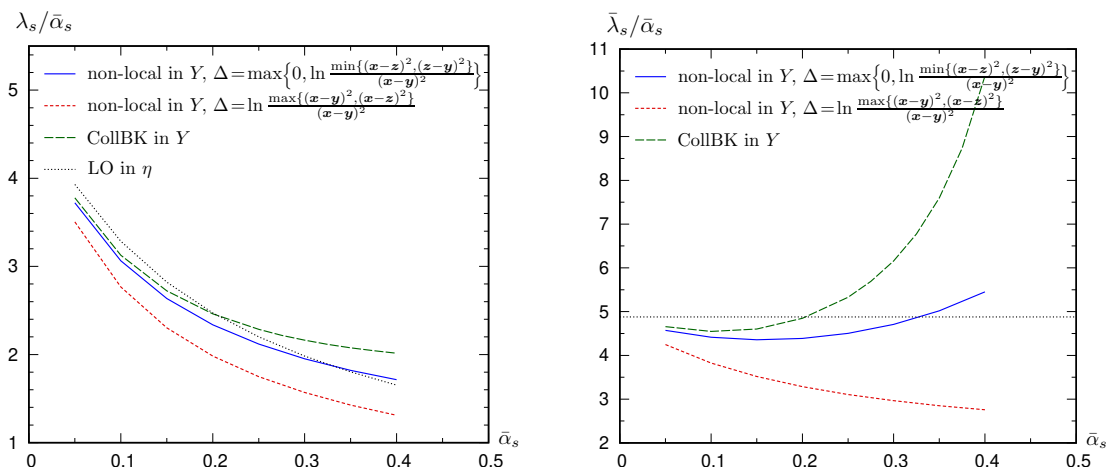 λ_s/ᾱ_s
5
4
3
2
1
non-local in Y, Δ=max{0, ln min{(x−z)²,(z−y)²}/(x−y)²}
non-local in Y, Δ=ln max{(x−y)²,(x−z)²}/(x−y)²
CollBK in Y
LO in η
0 0.1 0.2 0.3 0.4 0.5
ᾱ_s
λ̄_s/ᾱ_s
11
10
9
8
7
6
5
4
3
2
non-local in Y, Δ=max{0, ln min{(x−z)²,(z−y)²}/(x−y)²}
non-local in Y, Δ=ln max{(x−y)²,(x−z)²}/(x−y)²
CollBK in Y
0 0.1 0.2 0.3 0.4 0.5
ᾱ_s